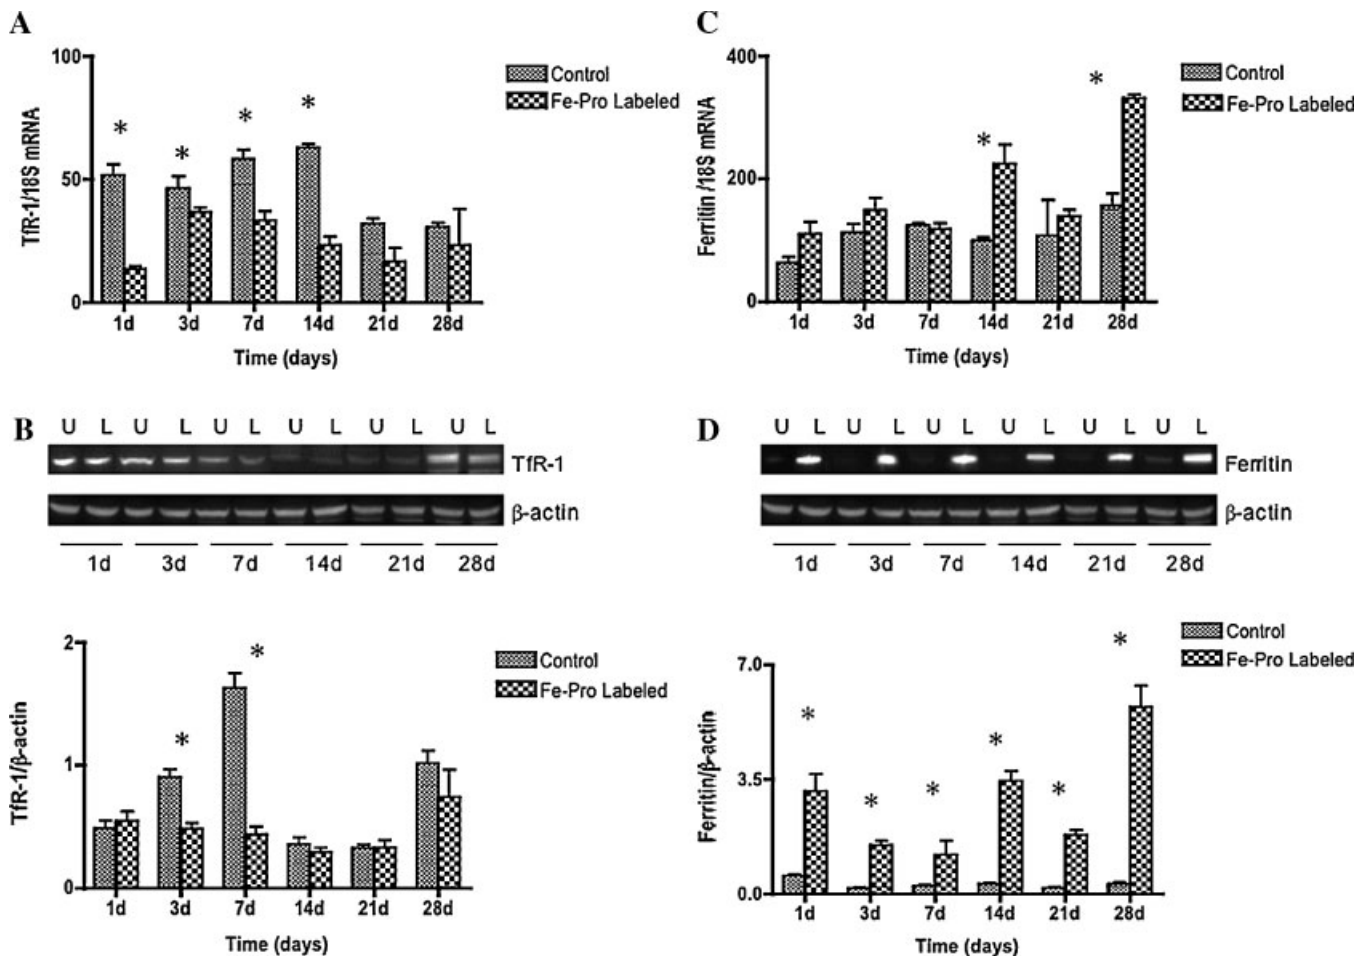 A
100
50
0
TfR-1/18S mRNA
*
*
*
*
Control
Fe-Pro Labeled
1d 3d 7d 14d 21d 28d
Time (days)
C
400
200
0
Ferritin /18S mRNA
*
*
Control
Fe-Pro Labeled
1d 3d 7d 14d 21d 28d
Time (days)
B
U L U L U L U L U L U L
TfR-1
β-actin
1d 3d 7d 14d 21d 28d
2
1
0
TfR-1/β-actin
*
*
Control
Fe-Pro Labeled
1d 3d 7d 14d 21d 28d
Time (days)
D
U L U L U L U L U L U L
Ferritin
β-actin
1d 3d 7d 14d 21d 28d
7.0
3.5
0.0
Ferritin/β-actin
*
*
*
*
*
*
Control
Fe-Pro Labeled
1d 3d 7d 14d 21d 28d
Time (days)